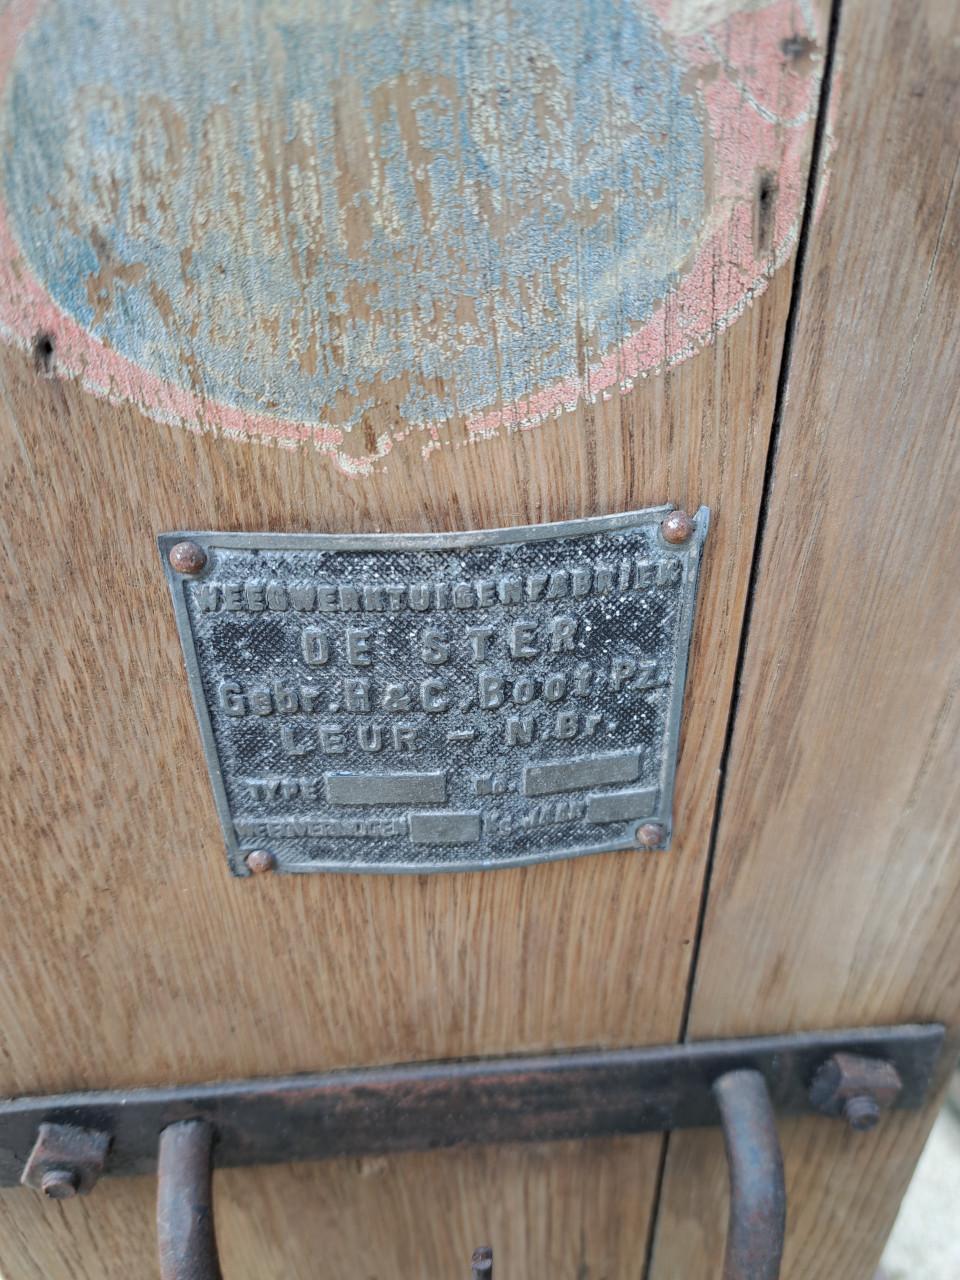 WEEGWERKTUIGENFABRIEK
DE STER
Gebr. H & C. Boot Pz.
LEUR - N. Br.
TYPE No.
WEEGVERMOGEN KG. JAAR